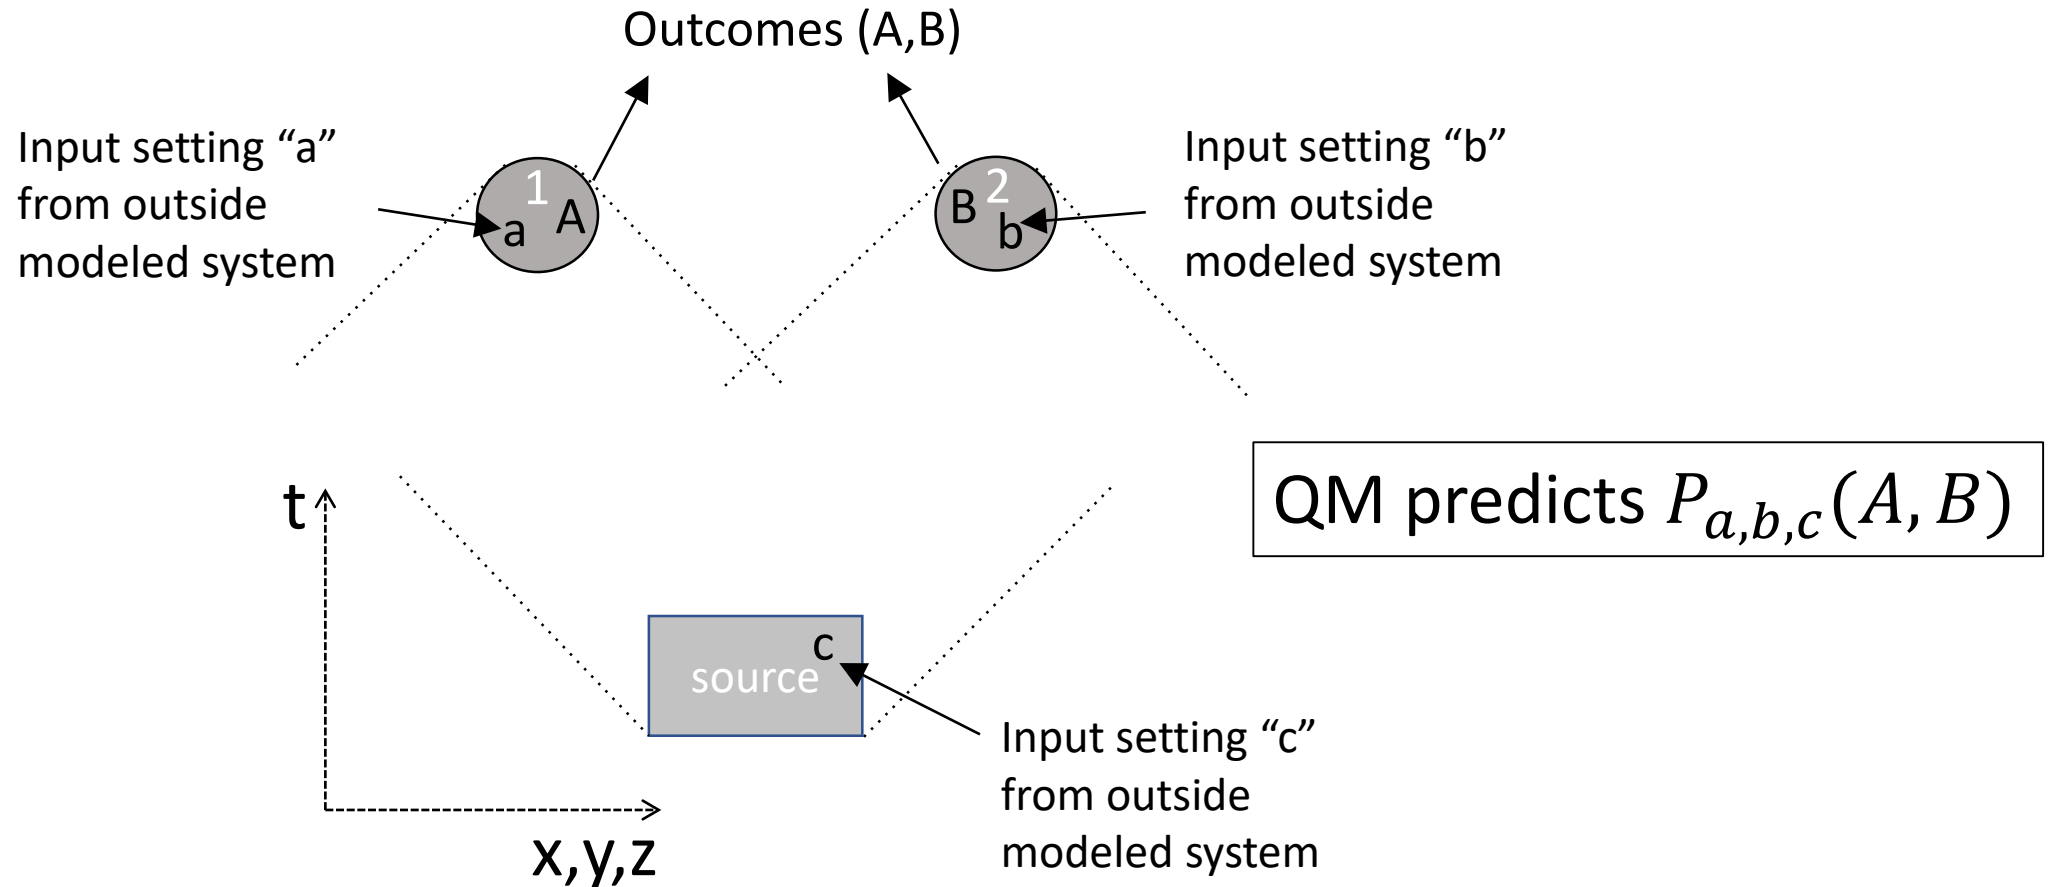 Outcomes (A,B)
Input setting “a”
from outside
modeled system
1
a A
2
B
b
Input setting “b”
from outside
modeled system
QM predicts $P_{a,b,c}(A,B)$
t
x,y,z
source
c
Input setting “c”
from outside
modeled system